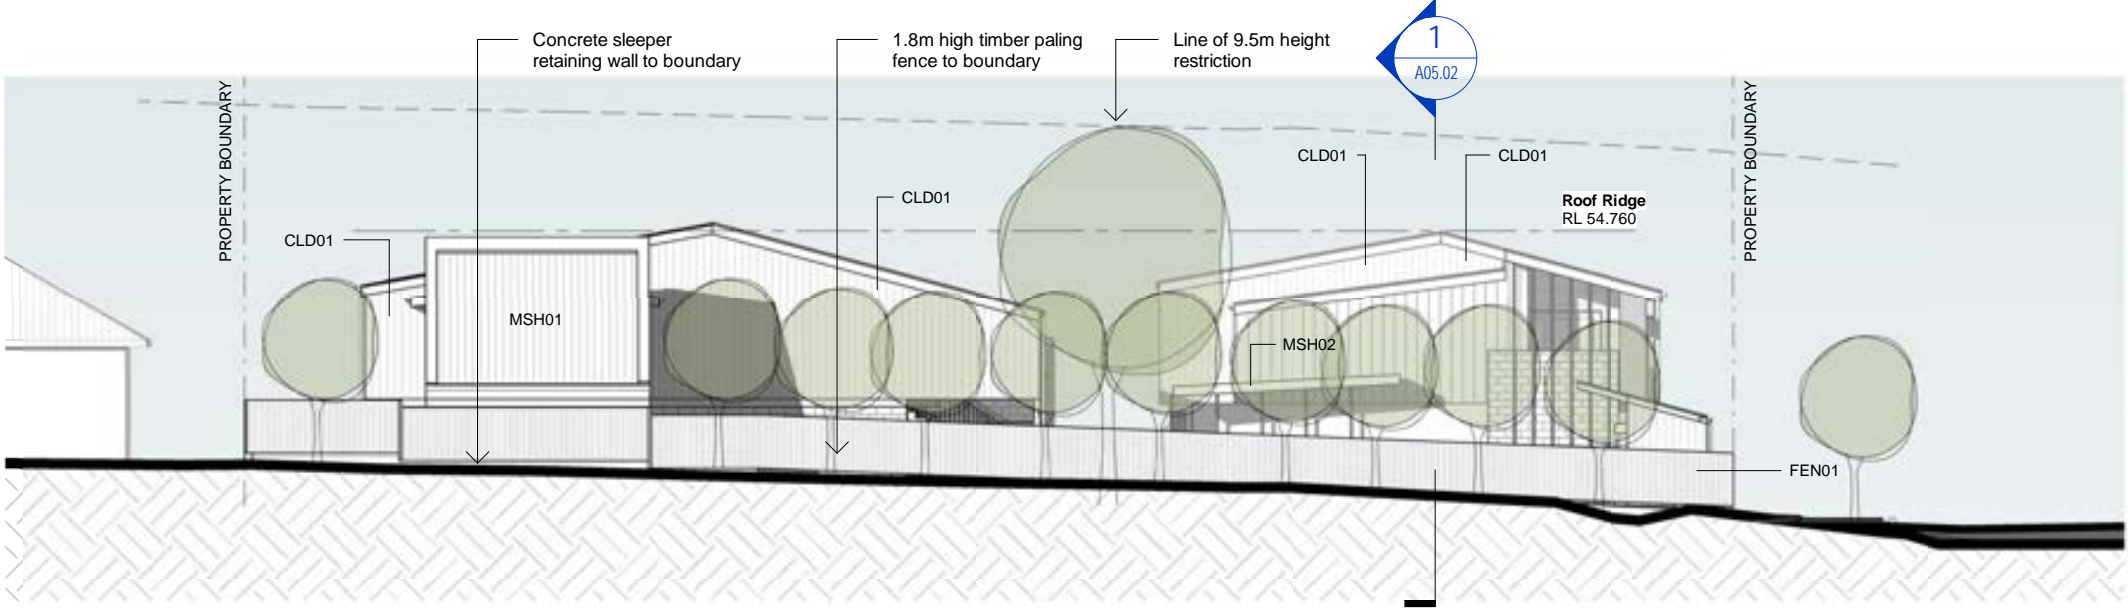 Concrete sleeper
retaining wall to boundary
1.8m high timber paling
fence to boundary
Line of 9.5m height
restriction
1
A05.02
PROPERTY BOUNDARY
PROPERTY BOUNDARY
CLD01
CLD01
CLD01
CLD01
Roof Ridge
RL 54.760
MSH01
MSH02
FEN01